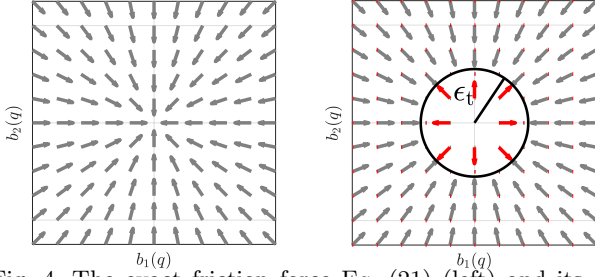 b₂(q)
b₁(q)
b₂(q)
ϵt
b₁(q)
Fig. 4. The exact friction force Eq. (21) (left) and its